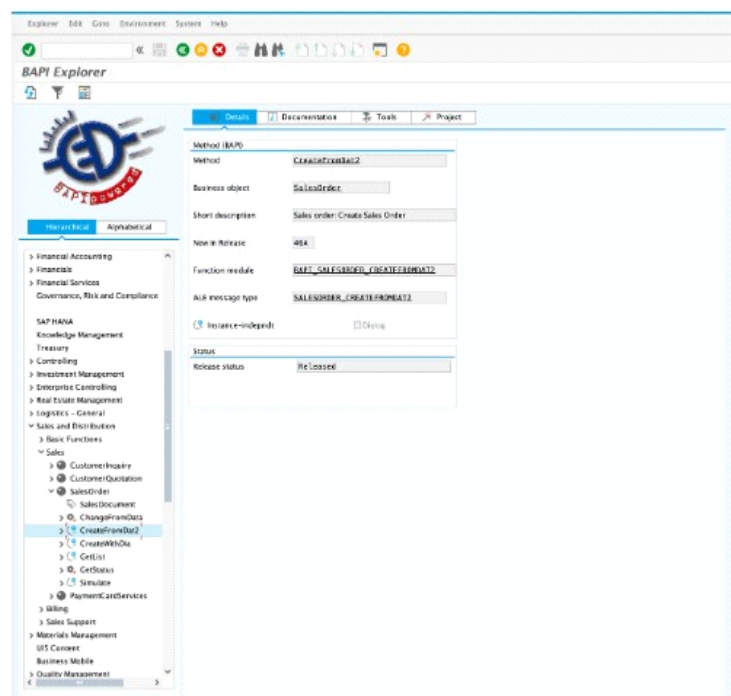 Explorer Edit Goto Environment System Help
BAPI Explorer
Details Documentation Tools Project
BAPIpowered
Hierarchical Alphabetical
Method (BAPI)
Method CreateFromDat2
Business object SalesOrder
Short description Sales order: Create Sales Order
New in Release 46A
Function module BAPI_SALESORDER_CREATEFROMDAT2
ALE message type SALESORDER_CREATEFROMDAT2
Instance-indepndt Dialog
Status
Release status Released
Financial Accounting
Financials
Financial Services
Governance, Risk and Compliance
SAP HANA
Knowledge Management
Treasury
Controlling
Investment Management
Enterprise Controlling
Real Estate Management
Logistics - General
Sales and Distribution
Basic Functions
Sales
CustomerInquiry
CustomerQuotation
SalesOrder
SalesDocument
ChangeFromData
CreateFromDat2
CreateWithDia
GetList
GetStatus
Simulate
PaymentCardServices
Billing
Sales Support
Materials Management
UI5 Content
Business Mobile
Quality Management